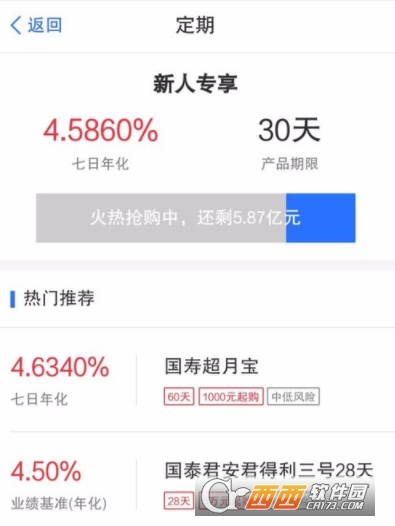 返回
定期
新人专享
4.5860%
30天
七日年化
产品期限
火热抢购中，还剩5.87亿元
热门推荐
4.6340%
国寿超月宝
七日年化
60天
1000元起购
中低风险
4.50%
国泰君安君得利三号28天
业绩基准(年化)
28天
西西软件园
CR173.COM